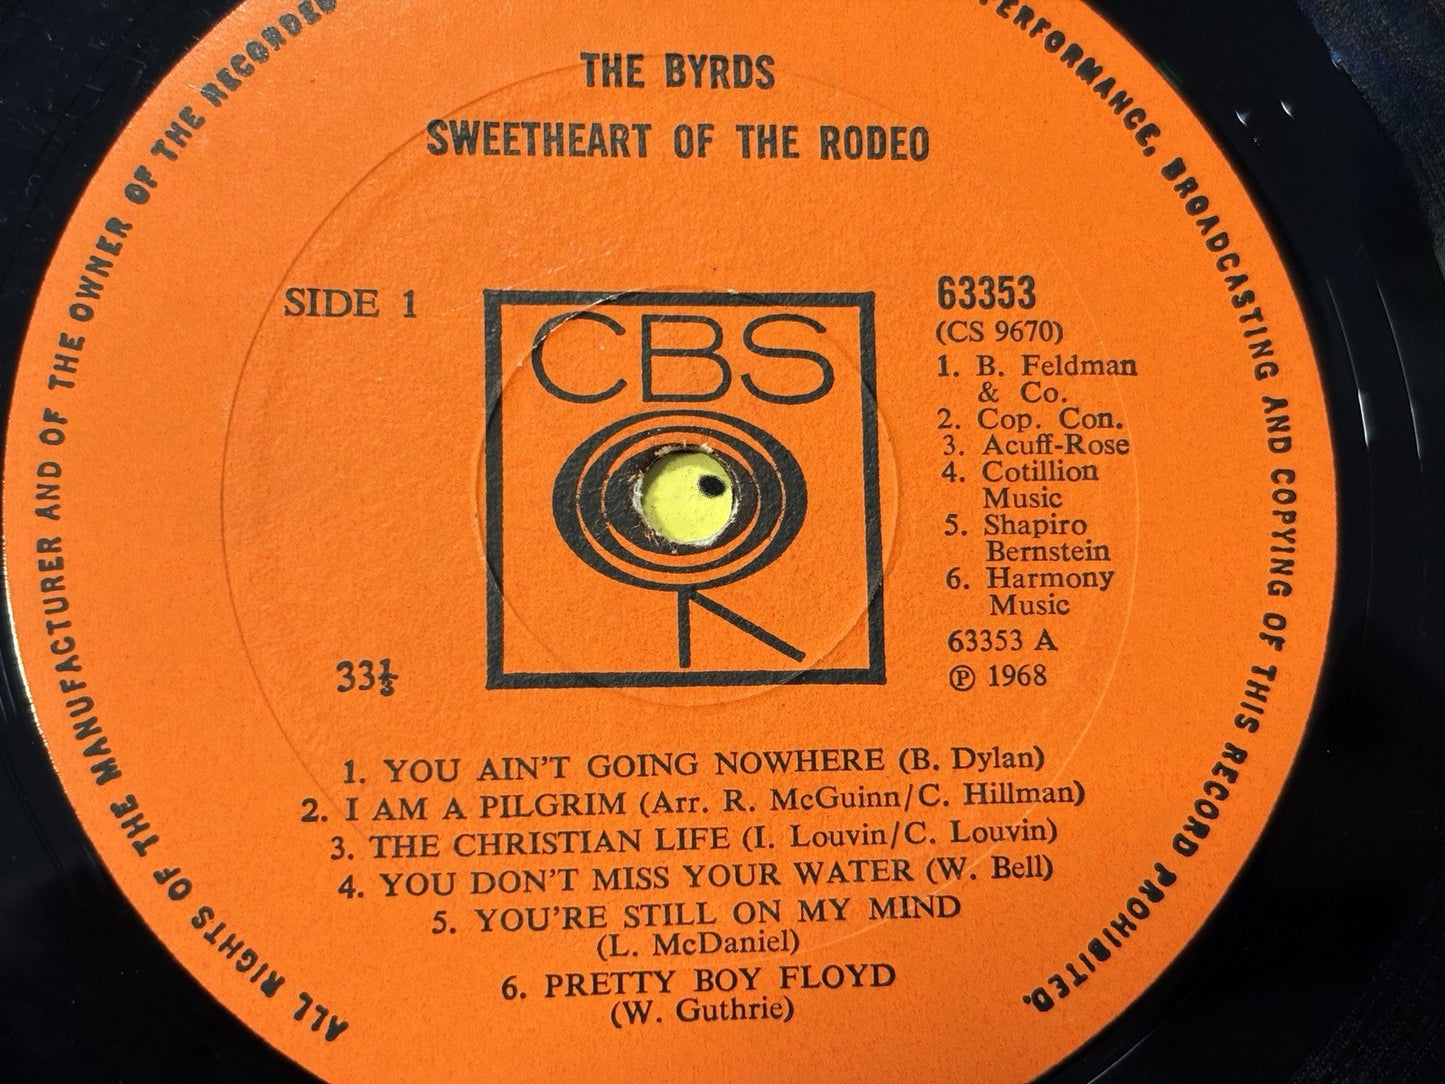 THE BYRDS
SWEETHEART OF THE RODEO
SIDE 1
CBS
63353
(CS 9670)
1. B. Feldman
& Co.
2. Cop. Con.
3. Acuff-Rose
4. Cotillion
Music
5. Shapiro
Bernstein
6. Harmony
Music
63353 A
℗ 1968
33⅓
1. YOU AIN'T GOING NOWHERE (B. Dylan)
2. I AM A PILGRIM (Arr. R. McGuinn/C. Hillman)
3. THE CHRISTIAN LIFE (I. Louvin/C. Louvin)
4. YOU DON'T MISS YOUR WATER (W. Bell)
5. YOU'RE STILL ON MY MIND
(L. McDaniel)
6. PRETTY BOY FLOYD
(W. Guthrie)
ALL RIGHTS OF THE MANUFACTURER AND OF THE OWNER OF THE RECORDED
PERFORMANCE, BROADCASTING AND COPYING OF THIS RECORD PROHIBITED.